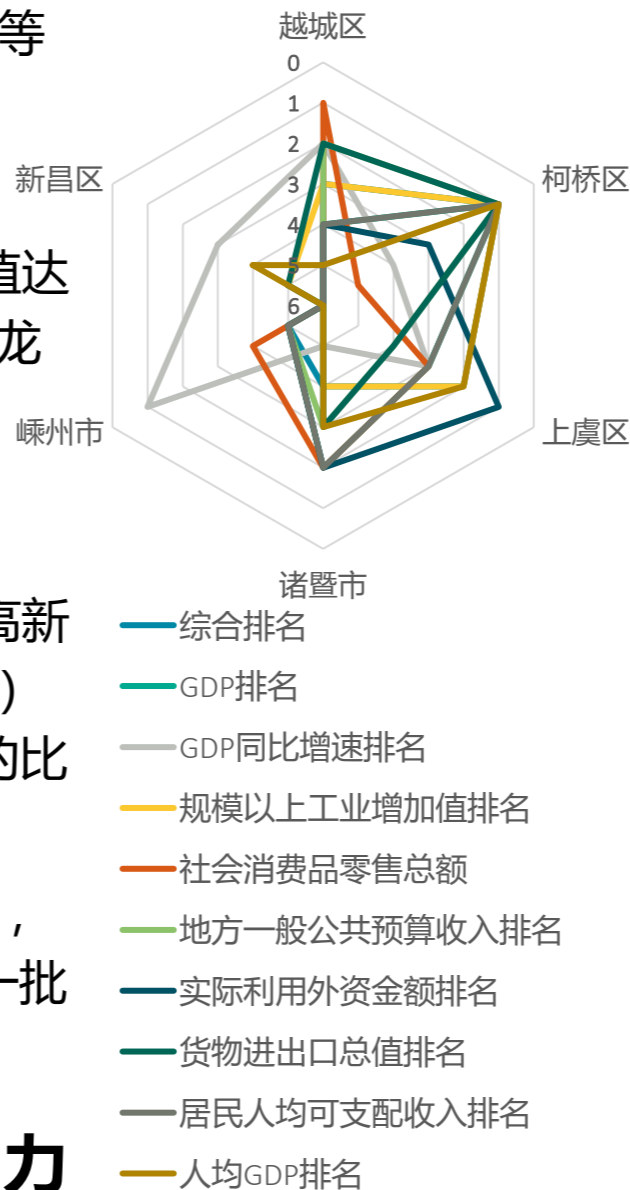 等
值达
龙
高新
)
的比
,
一批
力
越城区
0
1
2
3
4
5
6
新昌区
柯桥区
嵊州市
上虞区
诸暨市
综合排名
GDP排名
GDP同比增速排名
规模以上工业增加值排名
社会消费品零售总额
地方一般公共预算收入排名
实际利用外资金额排名
货物进出口总值排名
居民人均可支配收入排名
人均GDP排名